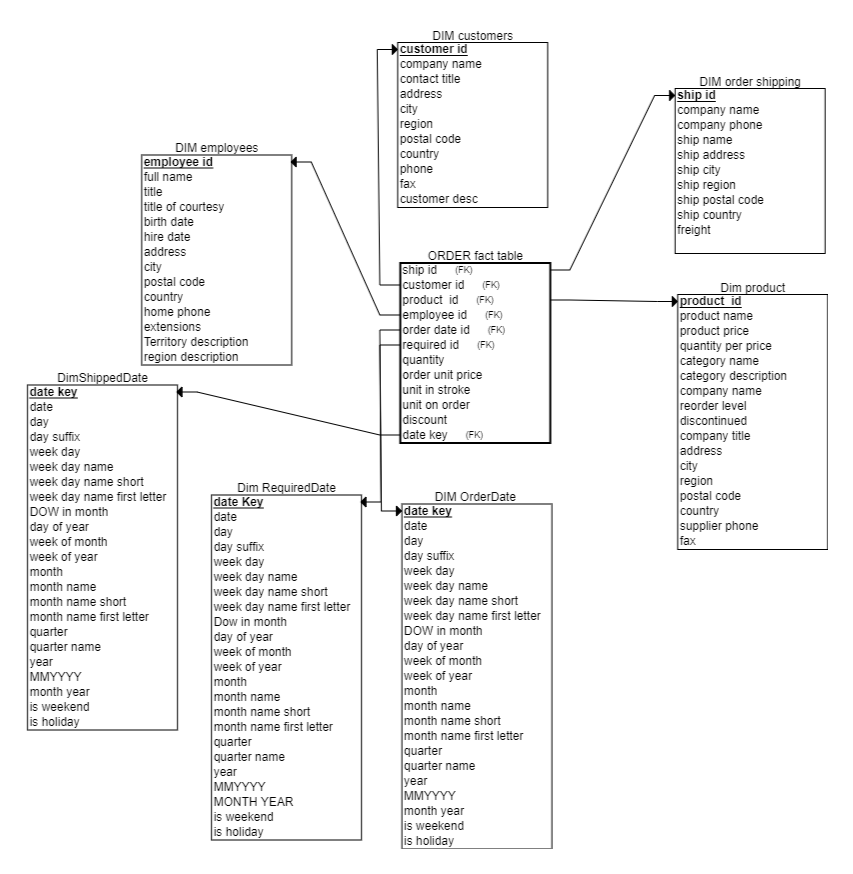 DIM customers
customer id
company name
contact title
address
city
region
postal code
country
phone
fax
customer desc
DIM order shipping
ship id
company name
company phone
ship name
ship address
ship city
ship region
ship postal code
ship country
freight
DIM employees
employee id
full name
title
title of courtesy
birth date
hire date
address
city
postal code
country
home phone
extensions
Territory description
region description
ORDER fact table
ship id (FK)
customer id (FK)
product id (FK)
employee id (FK)
order date id (FK)
required id (FK)
quantity
order unit price
unit in stroke
unit on order
discount
date key (FK)
Dim product
product id
product name
product price
quantity per price
category name
category description
company name
reorder level
discontinued
company title
address
city
region
postal code
country
supplier phone
fax
DimShippedDate
date key
date
day
day suffix
week day
week day name
week day name short
week day name first letter
DOW in month
day of year
week of month
week of year
month
month name
month name short
month name first letter
quarter
quarter name
year
MMYYYY
month year
is weekend
is holiday
Dim RequiredDate
date Key
date
day
day suffix
week day
week day name
week day name short
week day name first letter
Dow in month
day of year
week of month
week of year
month
month name
month name short
month name first letter
quarter
quarter name
year
MMYYYY
MONTH YEAR
is weekend
is holiday
DIM OrderDate
date key
date
day
day suffix
week day
week day name
week day name short
week day name first letter
DOW in month
day of year
week of month
week of year
month
month name
month name short
month name first letter
quarter
quarter name
year
MMYYYY
month year
is weekend
is holiday